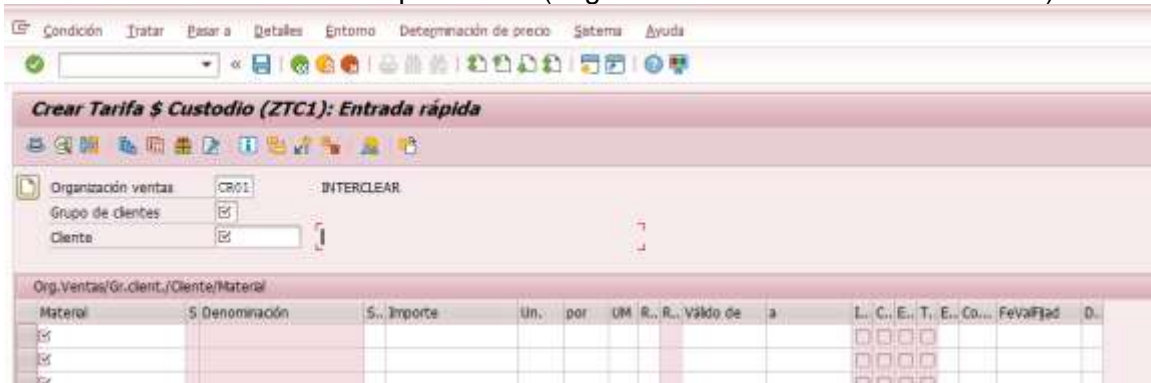 Condición Tratar Pasar a Detalles Entorno Determinación de precio Sistema Ayuda
Crear Tarifa $ Custodio (ZTC1): Entrada rápida
Organización ventas CR01 INTERCLEAR
Grupo de clientes
Cliente
Org.Ventas/Gr.client./Cliente/Material
Material S Denominación S.. Importe Un. por UM R.. R.. Válido de a I.. C.. E.. T. E.. Co... FeValFijad D..